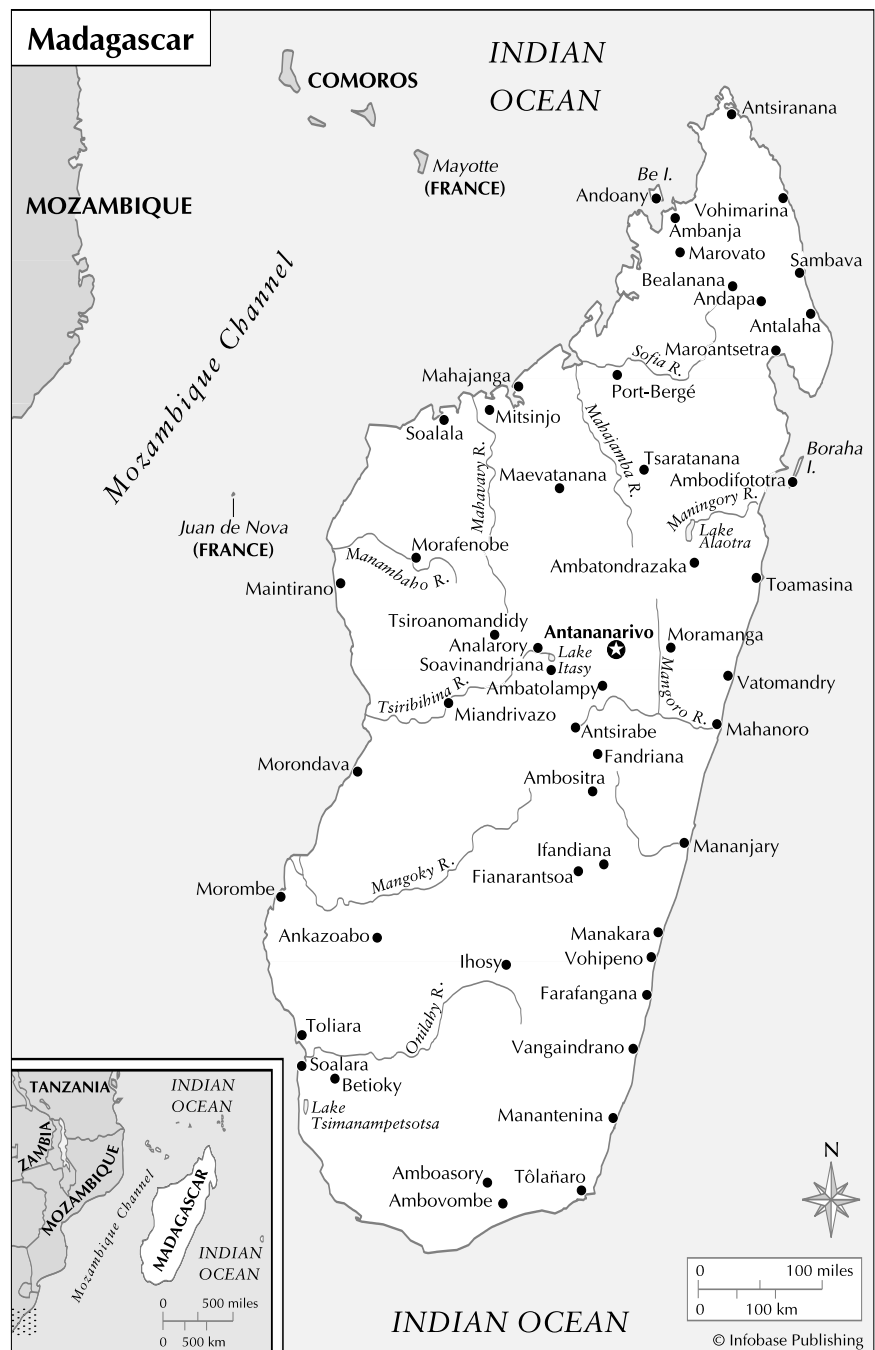 Madagascar
INDIAN
OCEAN
COMOROS
Antsiranana
Mayotte
(FRANCE)
Be I.
Andoany
MOZAMBIQUE
Vohimarina
Ambanja
Marovato
Sambava
Bealanana
Andapa
Antalaha
Mozambique Channel
Maroantsetra
Sofia R.
Mahajanga
Port-Bergé
Mitsinjo
Soalala
Mahajamba R.
Mahavavy R.
Boraha
I.
Tsaratanana
Maevatanana
Ambodifototra
Maningory R.
Juan de Nova
(FRANCE)
Lake
Alaotra
Morafenobe
Manambaho R.
Ambatondrazaka
Maintirano
Toamasina
Tsiroanomandidy
Antananarivo
Moramanga
Analarory
Lake
Itasy
Soavinandriana
Ambatolampy
Mangoro R.
Vatomandry
Tsiribihina R.
Miandrivazo
Antsirabe
Mahanoro
Fandriana
Morondava
Ambositra
Mananjary
Ifandiana
Mangoky R.
Fianarantsoa
Morombe
Ankazoabo
Manakara
Vohipeno
Ihosy
Farafangana
Onilahy R.
Toliara
Vangaindrano
Soalara
Betioky
Lake
Tsimanampetsotsa
Manantenina
Amboasory
Tôlañaro
Ambovombe
TANZANIA
INDIAN
OCEAN
ZAMBIA
MOZAMBIQUE
Mozambique Channel
MADAGASCAR
INDIAN
OCEAN
0 500 miles
0 500 km
N
0 100 miles
0 100 km
INDIAN OCEAN
© Infobase Publishing